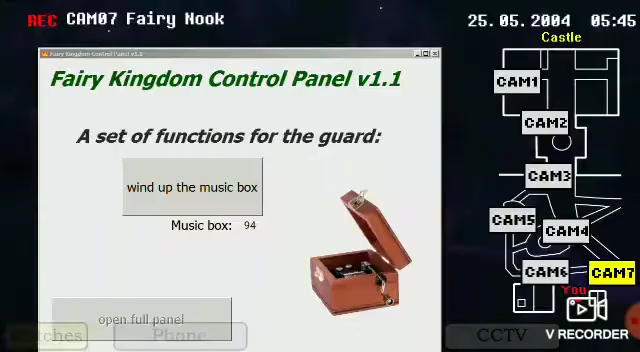 REC CAM07 Fairy Nook
25.05.2004 05:45
Castle
Fairy Kingdom Control Panel v1.1
Fairy Kingdom Control Panel v1.1
A set of functions for the guard:
wind up the music box
Music box: 94
open full panel
Phone
CCTV
CAM1
CAM2
CAM3
CAM5
CAM4
CAM6
CAM7
You
V RECORDER